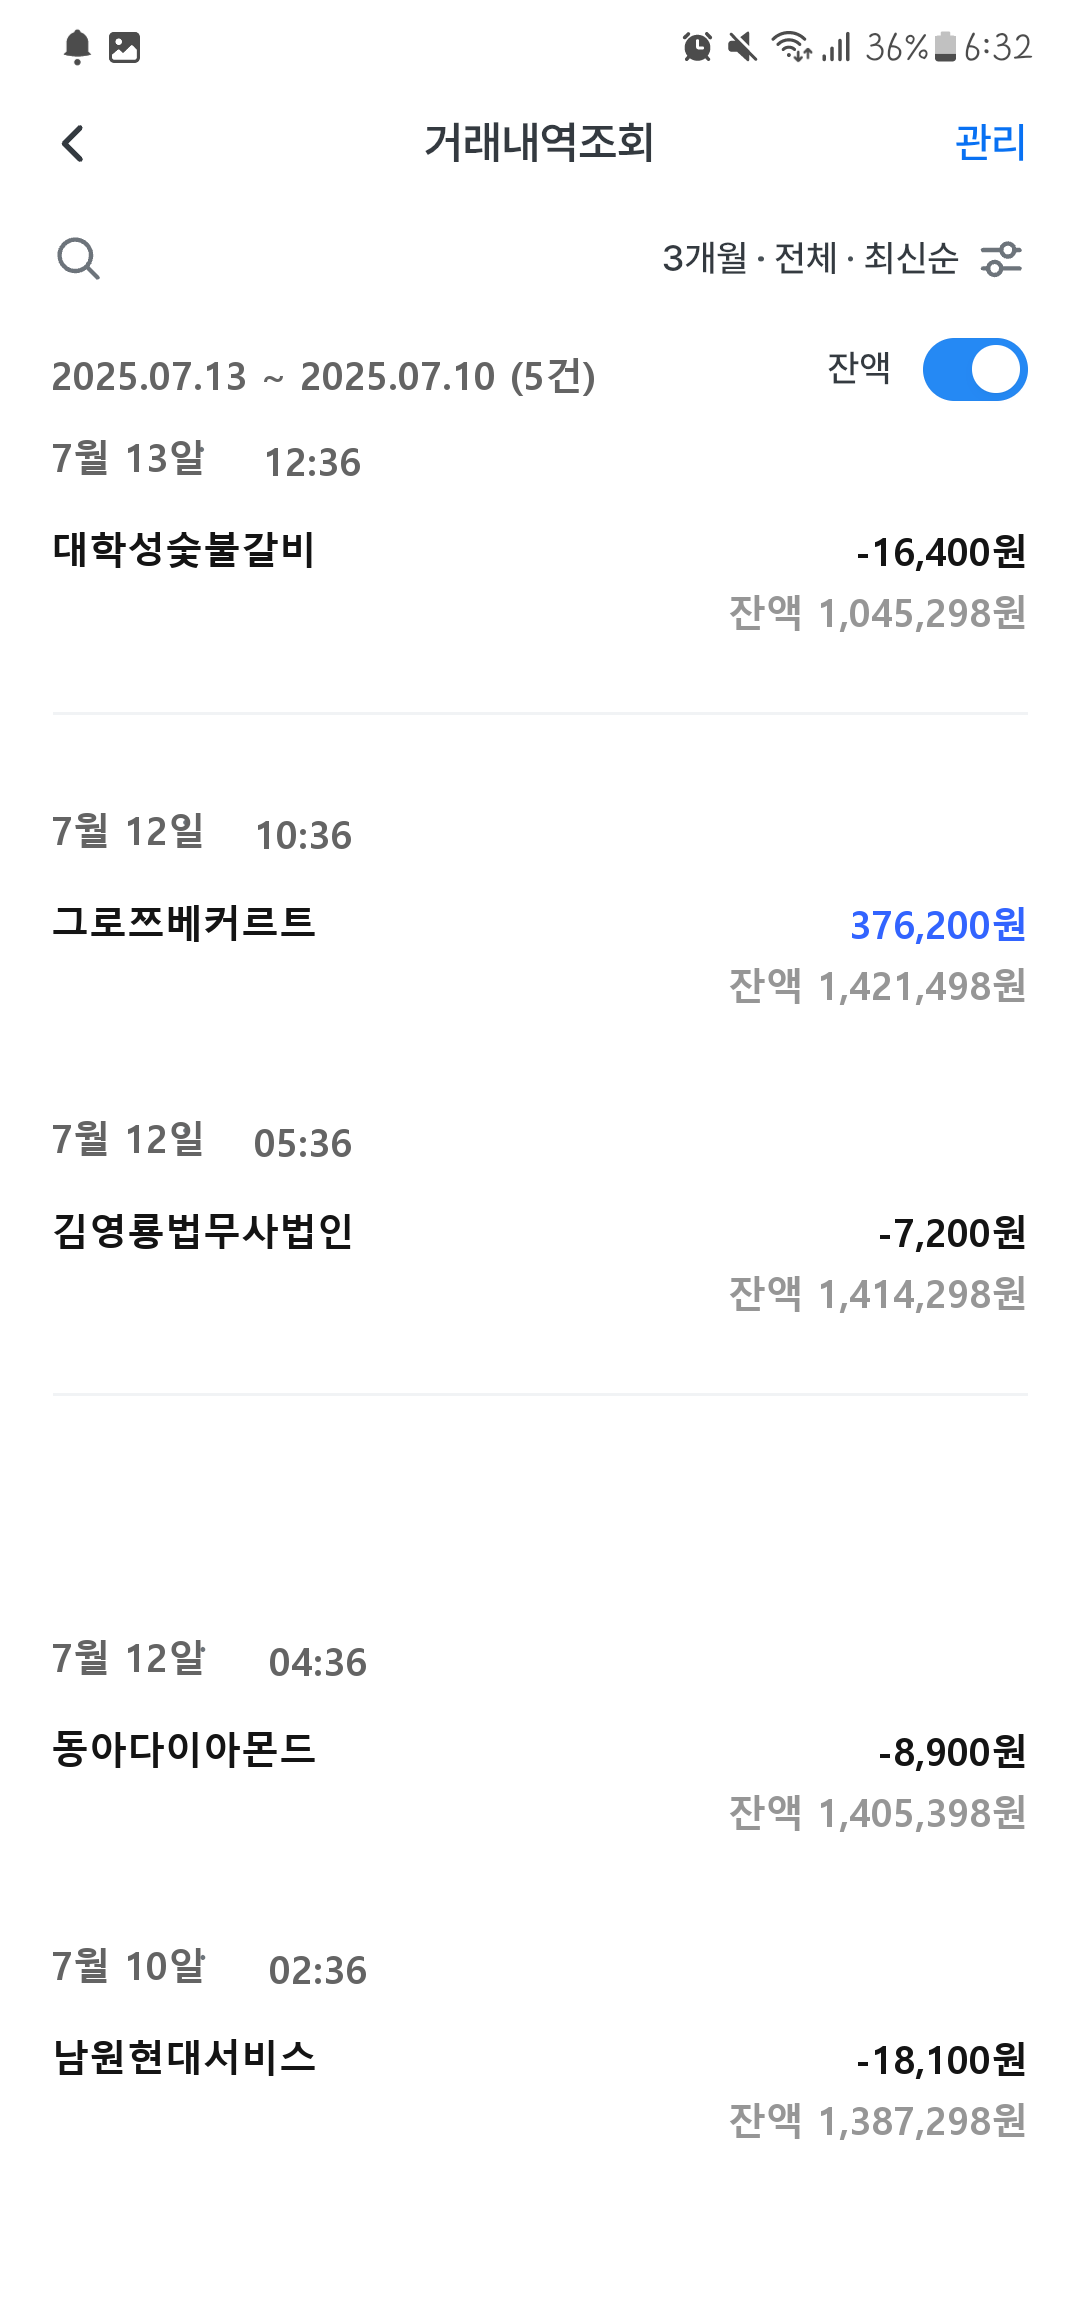 36% 6:32
거래내역조회
관리
3개월 · 전체 · 최신순
2025.07.13 ~ 2025.07.10 (5건)
잔액
7월 13알 12:36
대학성숯불갈비
-16,400원
잔액 1,045,298원
7월 12일 10:36
그로쯔베커르트
376,200원
잔액 1,421,498원
7월 12일 05:36
김영룡법무사법인
-7,200원
잔액 1,414,298원
7월 12알 04:36
동아다이아몬드
-8,900원
잔액 1,405,398원
7월 10알 02:36
남원현대서비스
-18,100원
잔액 1,387,298원